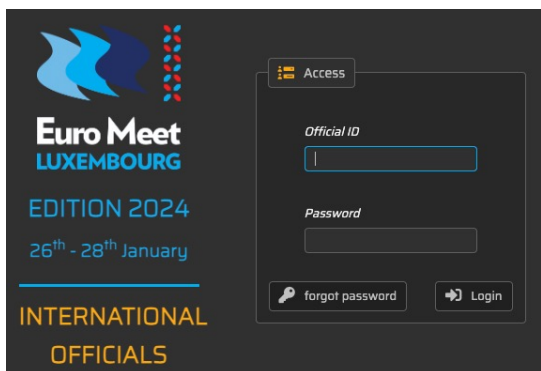 Euro Meet
LUXEMBOURG
EDITION 2024
26th - 28th January
INTERNATIONAL
OFFICIALS
Access
Official ID
Password
forgot password
Login